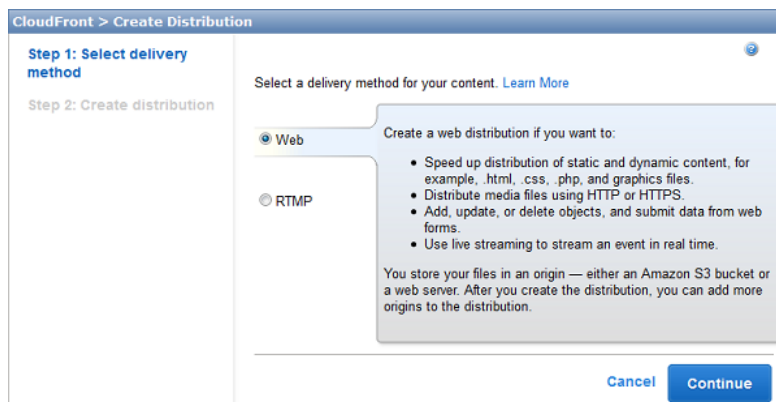 CloudFront > Create Distribution
Step 1: Select delivery
method
Step 2: Create distribution
Select a delivery method for your content. Learn More
Web
RTMP
Create a web distribution if you want to:
• Speed up distribution of static and dynamic content, for
example, .html, .css, .php, and graphics files.
• Distribute media files using HTTP or HTTPS.
• Add, update, or delete objects, and submit data from web
forms.
• Use live streaming to stream an event in real time.
You store your files in an origin — either an Amazon S3 bucket or
a web server. After you create the distribution, you can add more
origins to the distribution.
Cancel
Continue